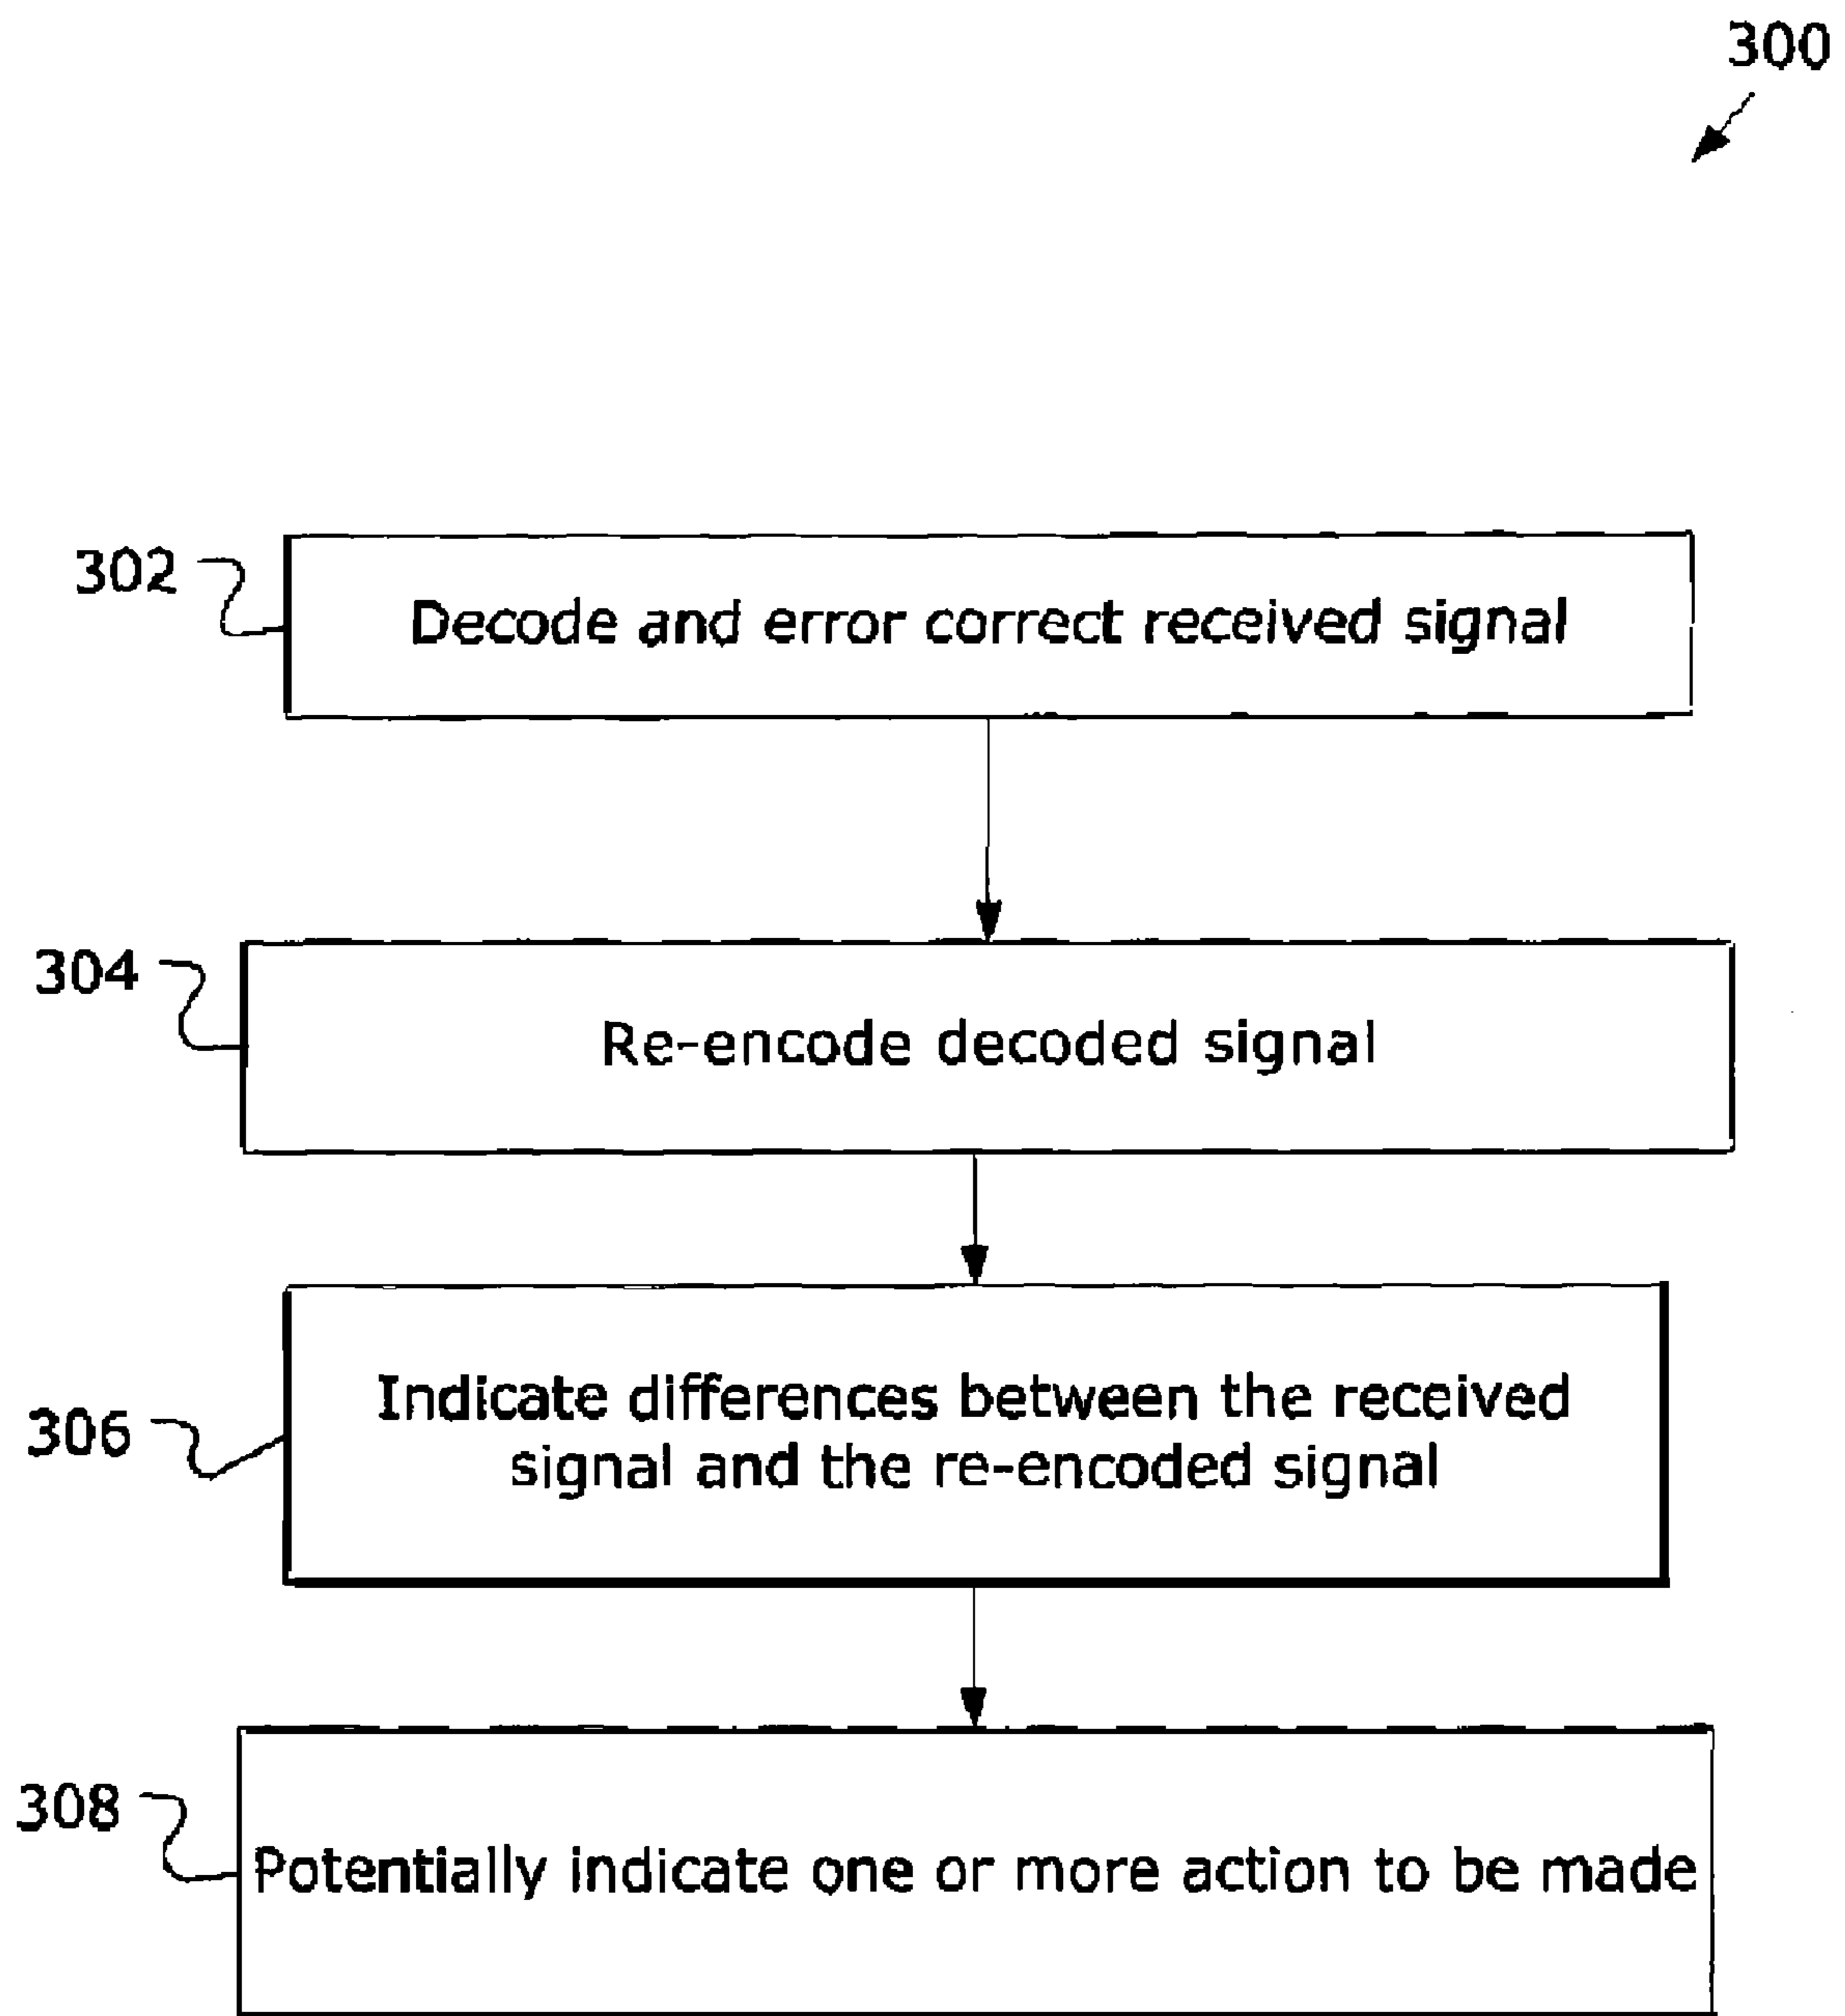 300
302
Decode and error correct received signal
304
Re-encode decoded signal
306
Indicate differences between the received
signal and the re-encoded signal
308
Potentially indicate one or more action to be made